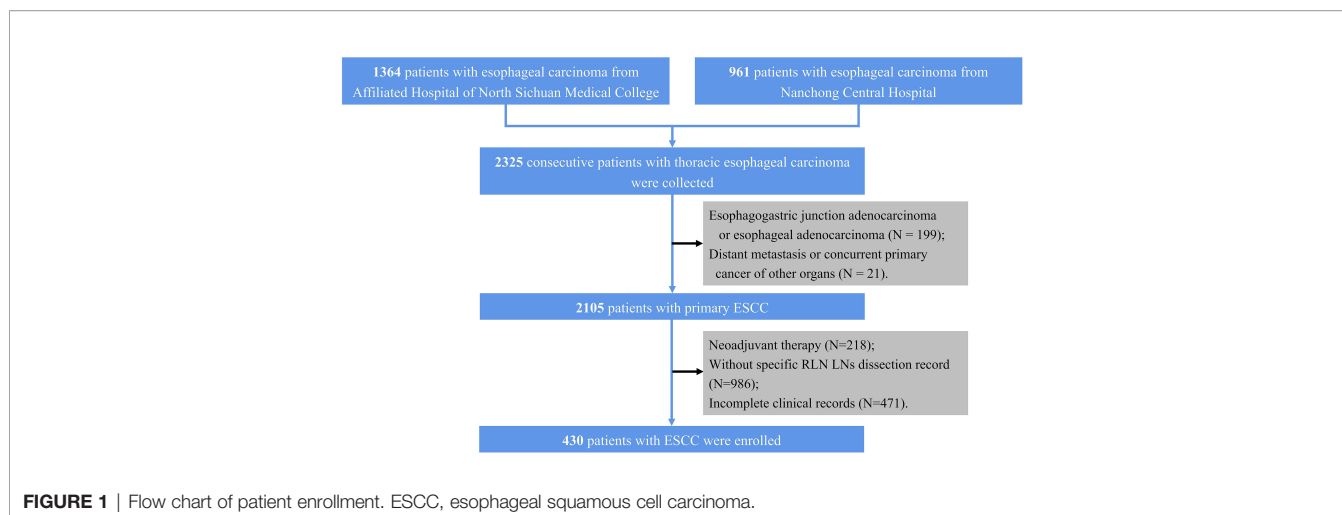 1364 patients with esophageal carcinoma from
Affiliated Hospital of North Sichuan Medical College
961 patients with esophageal carcinoma from
Nanchong Central Hospital
2325 consecutive patients with thoracic esophageal carcinoma
were collected
Esophagogastric junction adenocarcinoma
or esophageal adenocarcinoma (N = 199);
Distant metastasis or concurrent primary
cancer of other organs (N = 21).
2105 patients with primary ESCC
Neoadjuvant therapy (N=218);
Without specific RLN LNs dissection record
(N=986);
Incomplete clinical records (N=471).
430 patients with ESCC were enrolled
FIGURE 1 | Flow chart of patient enrollment. ESCC, esophageal squamous cell carcinoma.